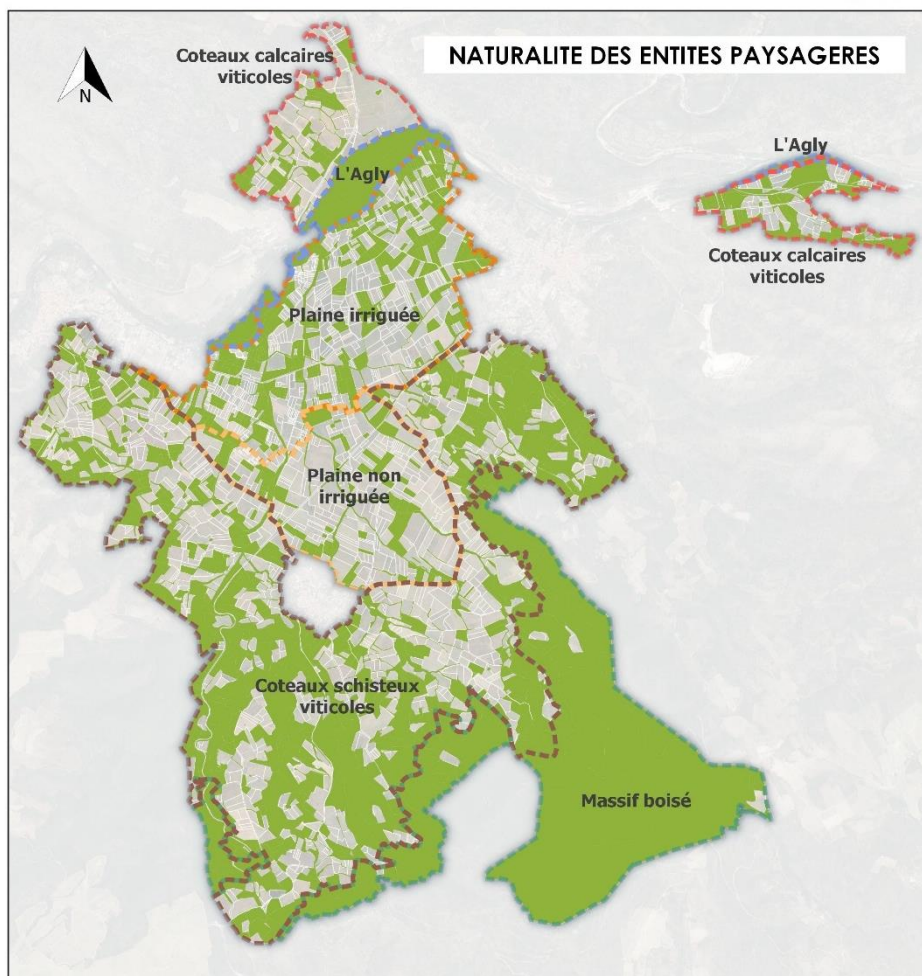 NATURALITE DES ENTITES PAYSAGERES
Coteaux calcaires
viticoles
N
L'Agly
L'Agly
Coteaux calcaires
viticoles
Plaine irriguée
Plaine non
irriguée
Coteaux schisteux
viticoles
Massif boisé